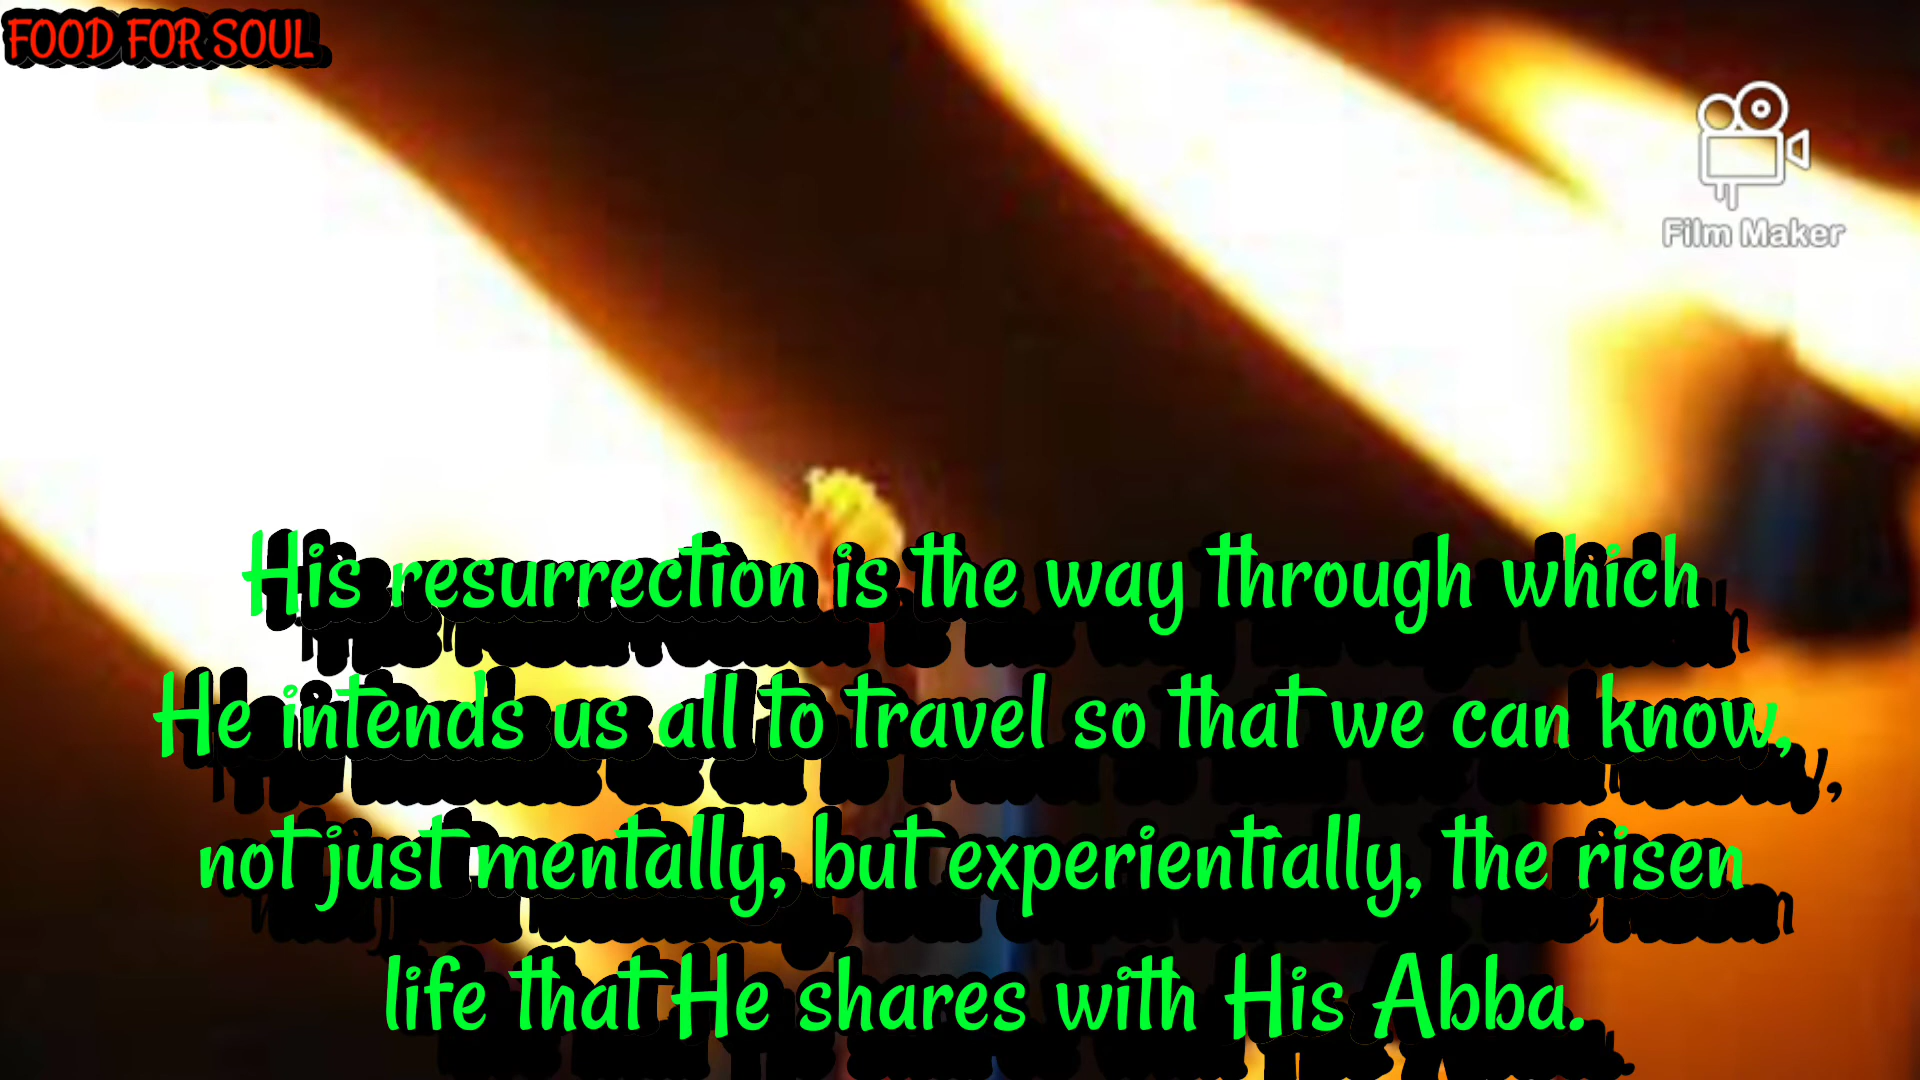 FOOD FOR SOUL
Film Maker
His resurrection is the way through which
He intends us all to travel so that we can know,
not just mentally, but experientially, the risen
life that He shares with His Abba.